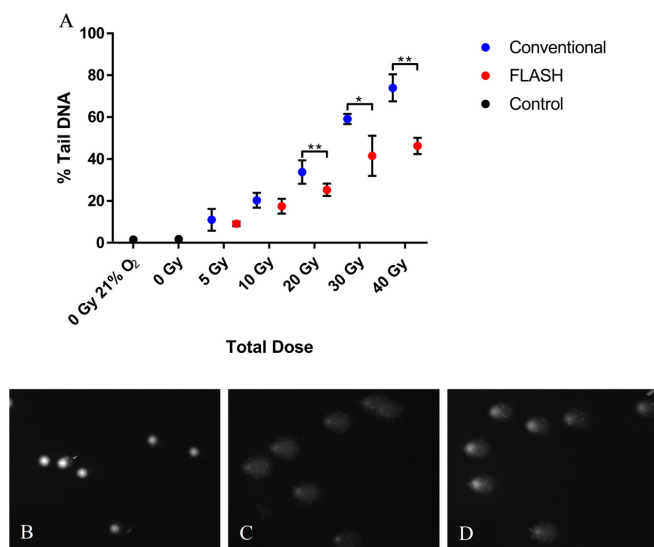 A
Conventional
FLASH
Control
% Tail DNA
100
80
60
40
20
0
**
*
**
0 Gy 21% O₂
0 Gy
5 Gy
10 Gy
20 Gy
30 Gy
40 Gy
Total Dose
B
C
D